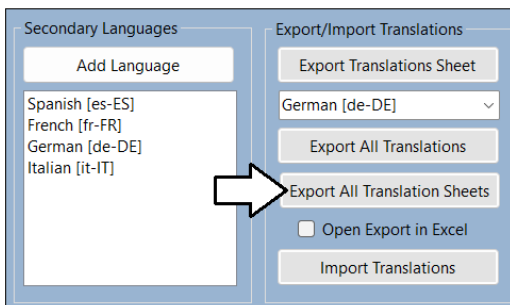 Secondary Languages
Add Language
Spanish [es-ES]
French [fr-FR]
German [de-DE]
Italian [it-IT]
Export/Import Translations
Export Translations Sheet
German [de-DE]
Export All Translations
Export All Translation Sheets
Open Export in Excel
Import Translations